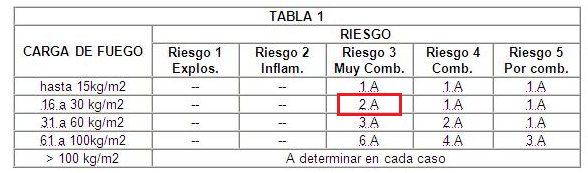 TABLA 1
CARGA DE FUEGO RIESGO
Riesgo 1 Explos. Riesgo 2 Inflam. Riesgo 3 Muy Comb. Riesgo 4 Comb. Riesgo 5 Por comb.
hasta 15kg/m2 -- -- 1 A 1 A 1 A
16 a 30 kg/m2 -- -- 2 A 1 A 1 A
31 a 60 kg/m2 -- -- 3 A 2 A 1 A
61 a 100kg/m2 -- -- 6 A 4 A 3 A
> 100 kg/m2 A determinar en cada caso